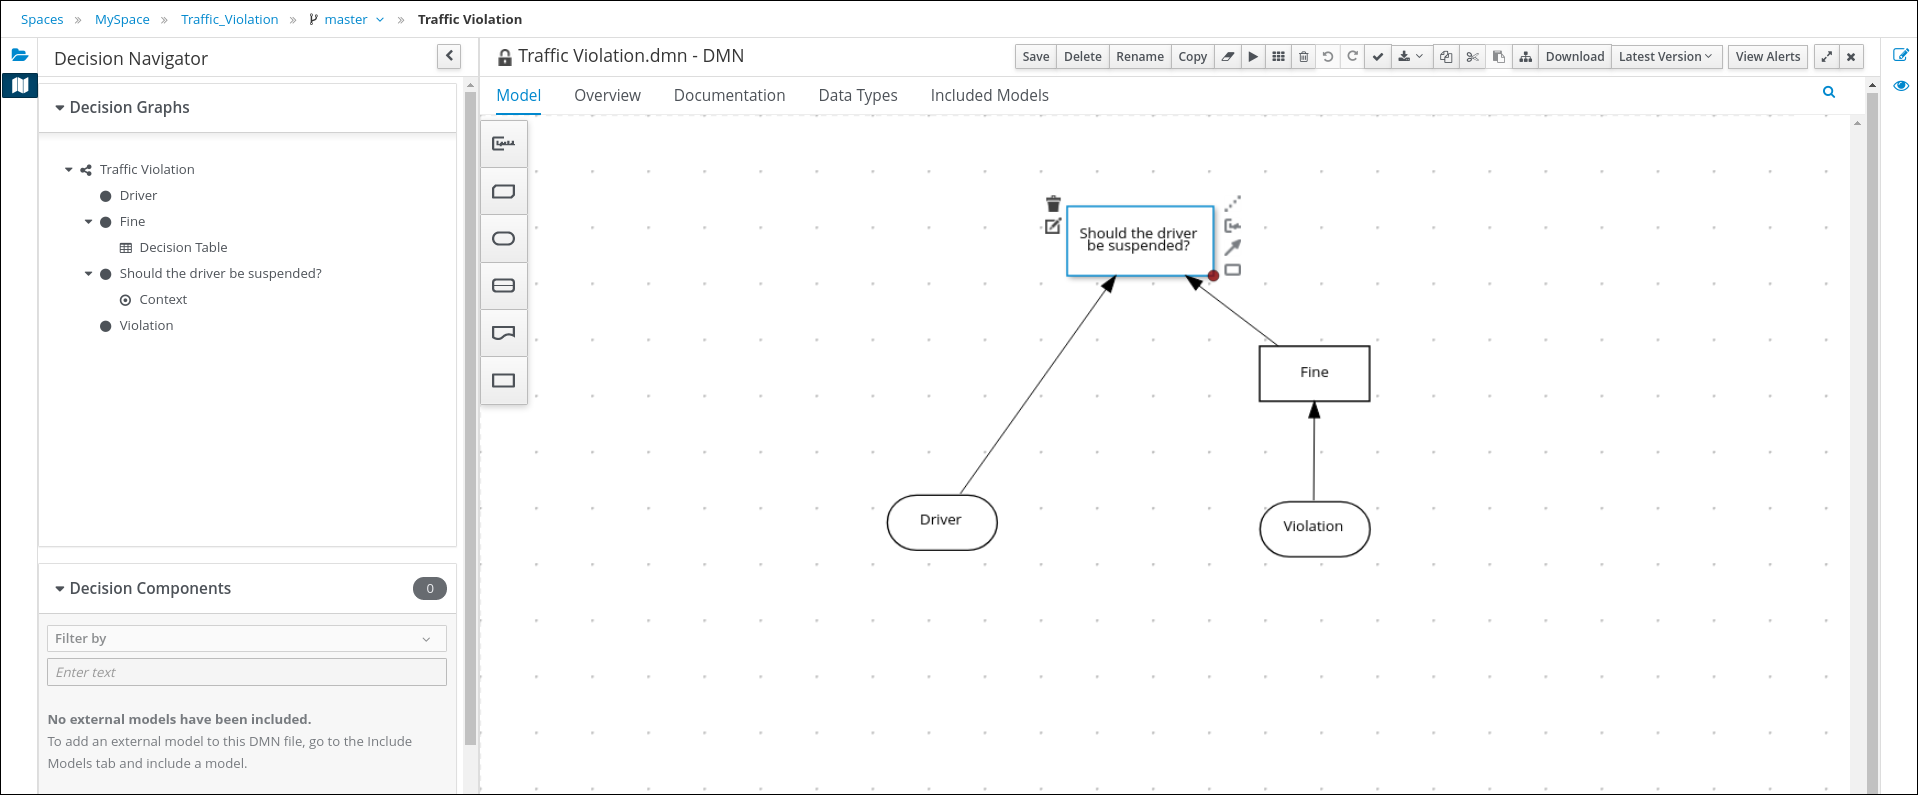 Spaces » MySpace » Traffic_Violation » master » Traffic Violation
Decision Navigator
Traffic Violation.dmn - DMN
Save Delete Rename Copy Download Latest Version View Alerts
Model Overview Documentation Data Types Included Models
Decision Graphs
Traffic Violation
Driver
Fine
Decision Table
Should the driver be suspended?
Context
Violation
Should the driver
be suspended?
Fine
Driver
Violation
Decision Components 0
Filter by
Enter text
No external models have been included.
To add an external model to this DMN file, go to the Include
Models tab and include a model.